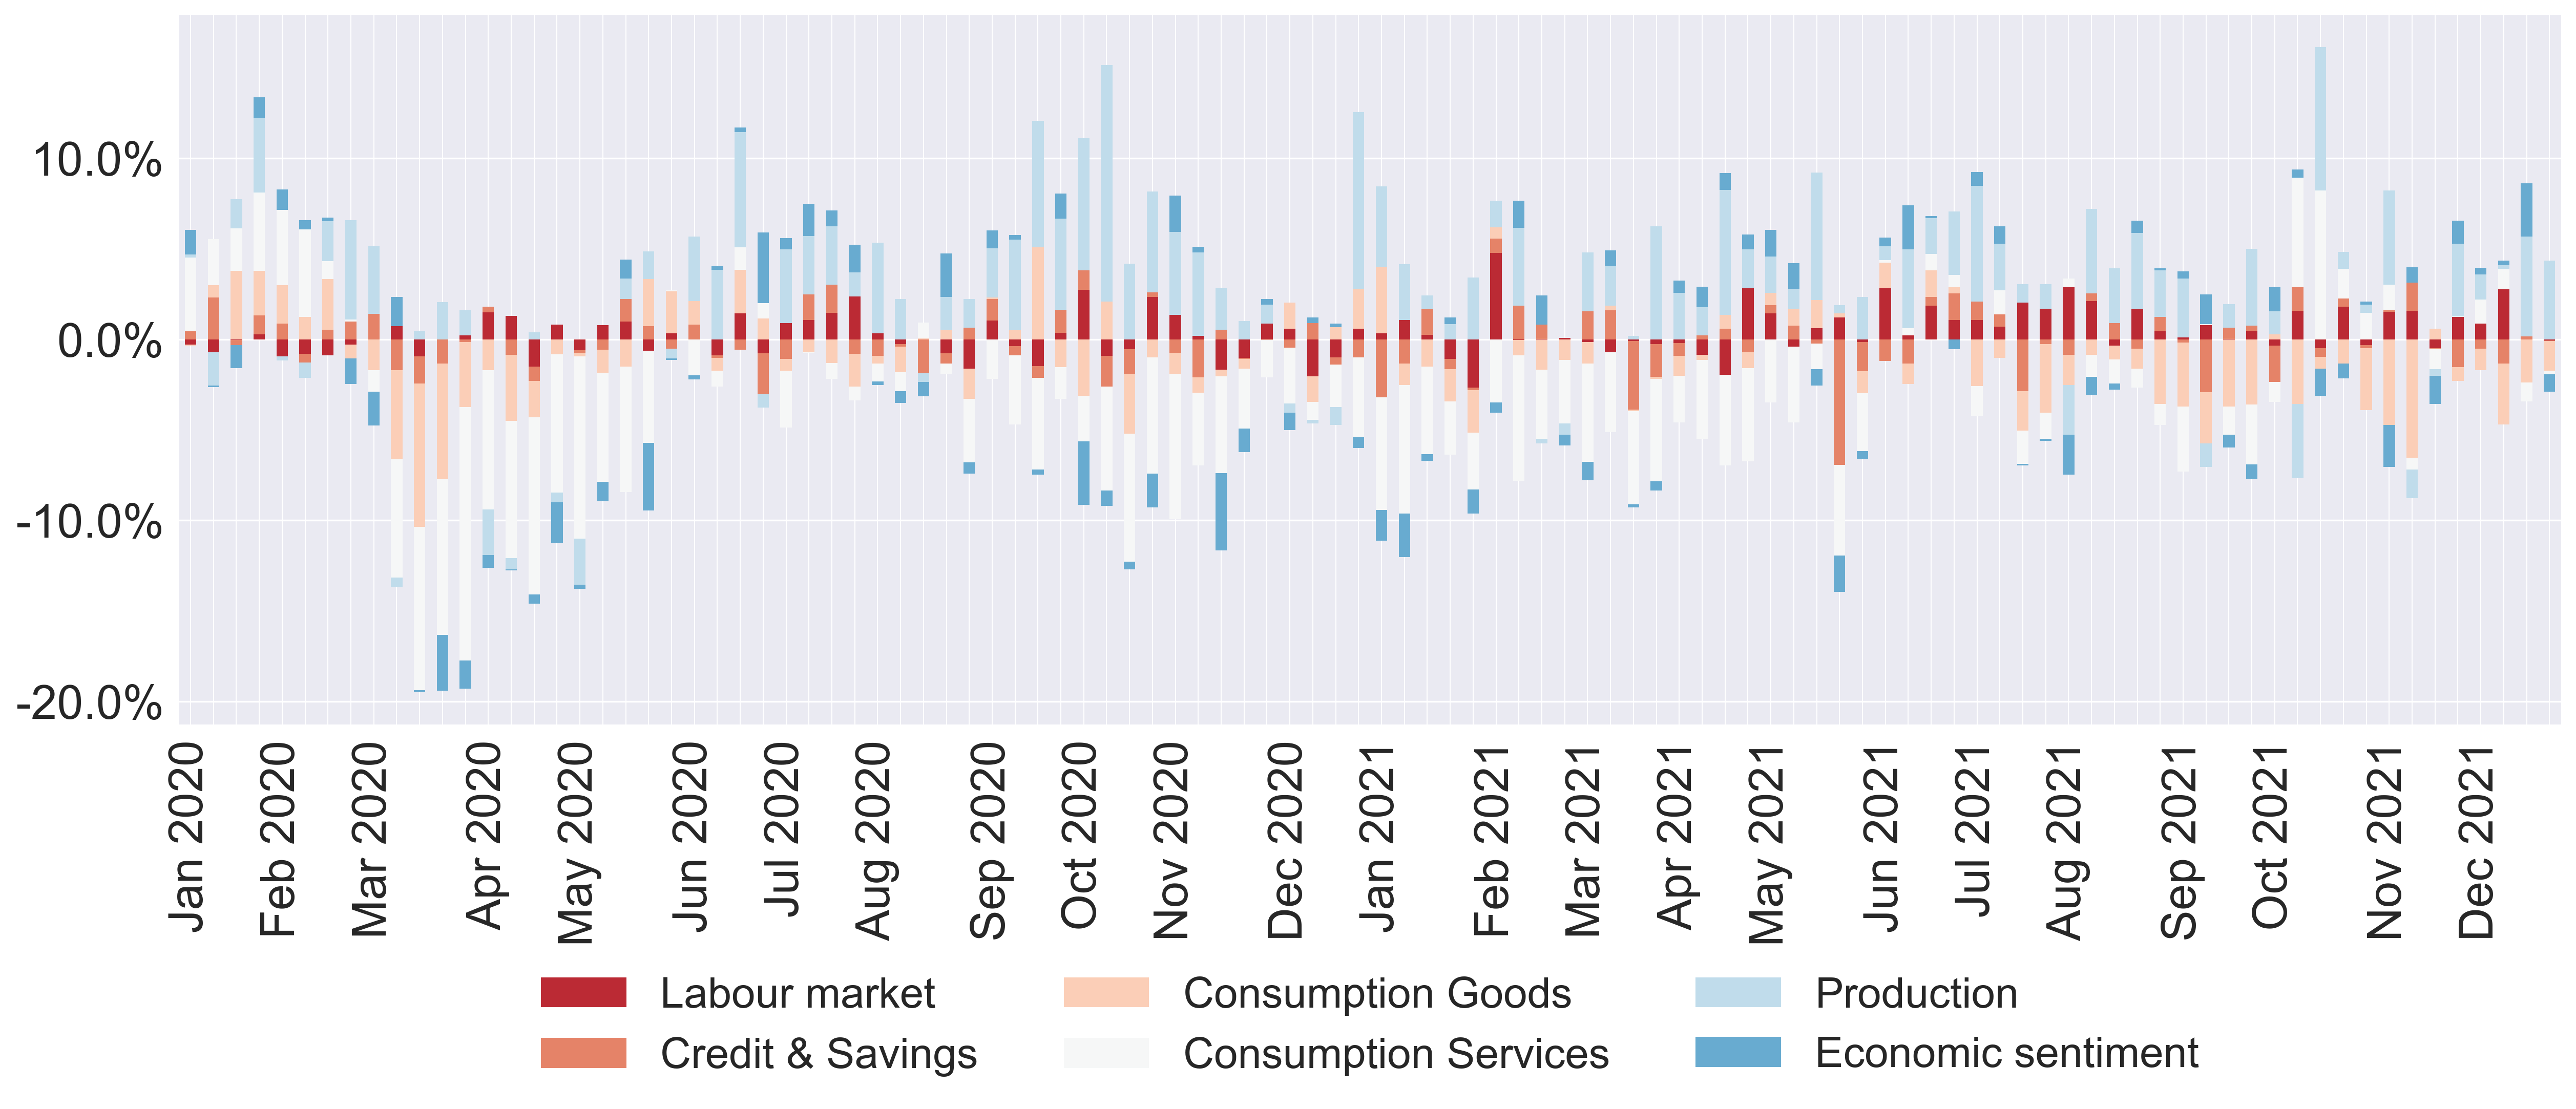 10.0%
0.0%
-10.0%
-20.0%
Jan 2020
Feb 2020
Mar 2020
Apr 2020
May 2020
Jun 2020
Jul 2020
Aug 2020
Sep 2020
Oct 2020
Nov 2020
Dec 2020
Jan 2021
Feb 2021
Mar 2021
Apr 2021
May 2021
Jun 2021
Jul 2021
Aug 2021
Sep 2021
Oct 2021
Nov 2021
Dec 2021
Labour market
Credit & Savings
Consumption Goods
Consumption Services
Production
Economic sentiment